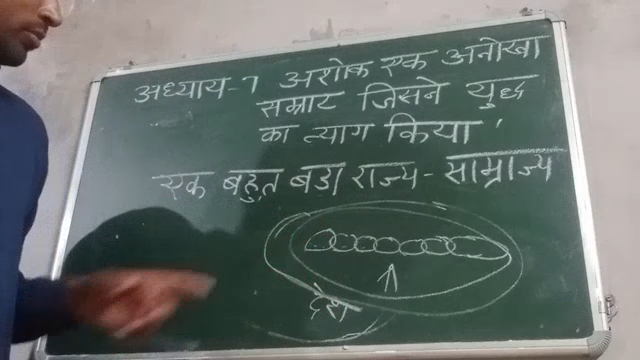 अध्याय-7 अशोक एक अनोखा
सम्राट जिसने युद्ध
का त्याग किया
एक बहुत बड़ा राज्य - साम्राज्य
देश